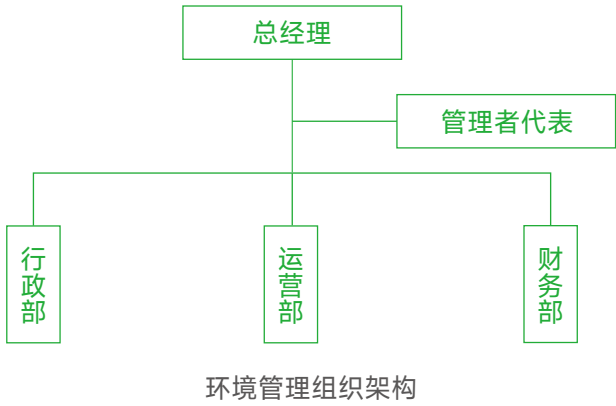 总经理
管理者代表
行政部
运营部
财务部
环境管理组织架构